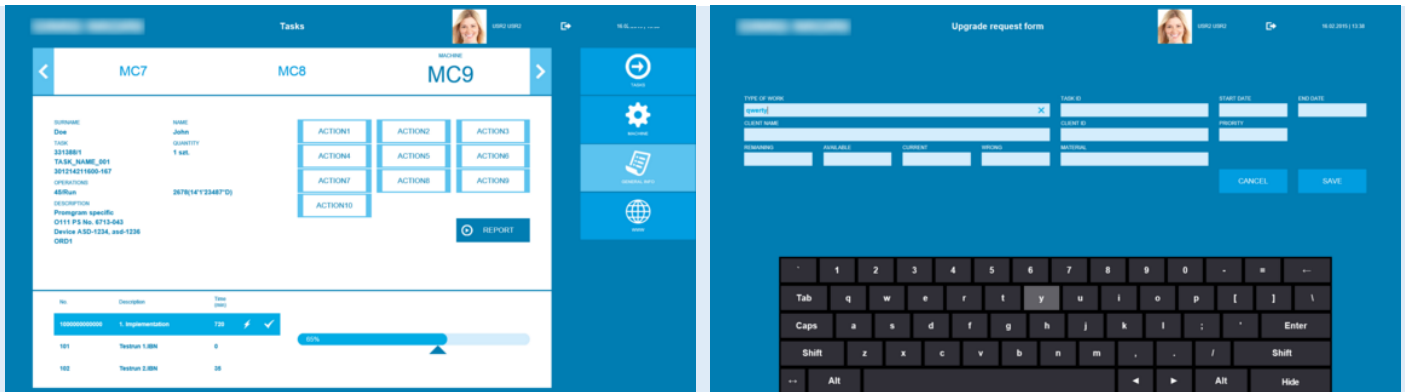 Tasks
USR2 USR2
MC7
MC8
MACHINE
MC9
TASKS
MACHINE
GENERAL INFO
WWW
SURNAME
NAME
Doe
John
TASK
QUANTITY
331388/1
1 szt.
TASK_NAME_001
301214211600-167
OPERATIONS
45/Run
2678(14'1'33487"D)
DESCRIPTION
Promgram specific
O111 PS No. 6713-043
Device ASD-1234, asd-1236
ORD1
ACTION1 ACTION2 ACTION3
ACTION4 ACTION5 ACTION6
ACTION7 ACTION8 ACTION9
ACTION10
REPORT
No. Description Time
1000000000000 1. Implementation 720
101 Testrun 1.IBN 0
102 Testrun 2.IBN 35
65%
Upgrade request form
USR2 USR2
16.02.2015 | 13:38
TYPE OF WORK TASK ID START DATE END DATE
qwerty
CLIENT NAME CLIENT ID PRIORITY
REMAINING AVAILABLE CURRENT WRONG MATERIAL
CANCEL SAVE
` 1 2 3 4 5 6 7 8 9 0 - = ←
Tab q w e r t y u i o p [ ] \
Caps a s d f g h j k l ; ' Enter
Shift z x c v b n m , . / Shift
↔ Alt ◄ ► Alt Hide